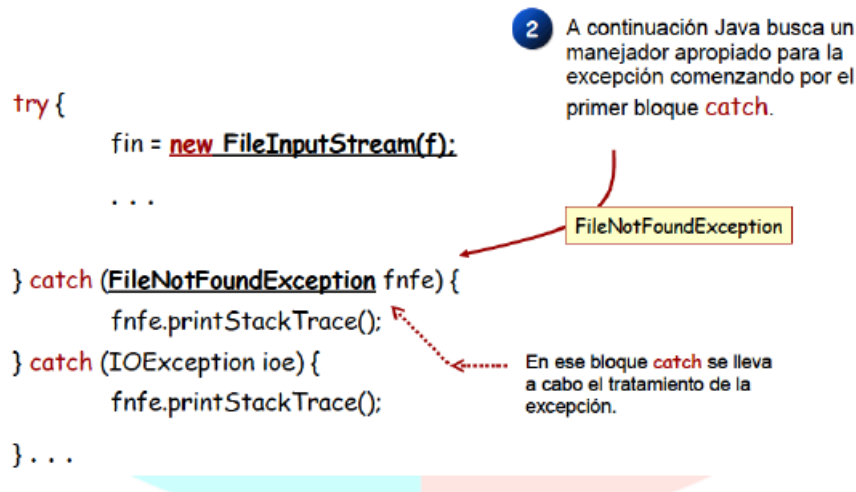 2
A continuación Java busca un
manejador apropiado para la
excepción comenzando por el
primer bloque catch.
try {
fin = new FileInputStream(f);
. . .
FileNotFoundException
} catch (FileNotFoundException fnfe) {
fnfe.printStackTrace();
} catch (IOException ioe) {
fnfe.printStackTrace();
} . . .
En ese bloque catch se lleva
a cabo el tratamiento de la
excepción.